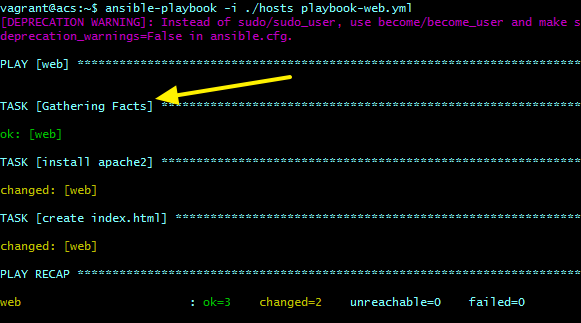 vagrant@acs:~$ ansible-playbook -i ./hosts playbook-web.yml
[DEPRECATION WARNING]: Instead of sudo/sudo_user, use become/become_user and make s
deprecation_warnings=False in ansible.cfg.
PLAY [web] ************************************************************************
TASK [Gathering Facts] ************************************************************
ok: [web]
TASK [install apache2] ************************************************************
changed: [web]
TASK [create index.html] **********************************************************
changed: [web]
PLAY RECAP ************************************************************************
web : ok=3 changed=2 unreachable=0 failed=0